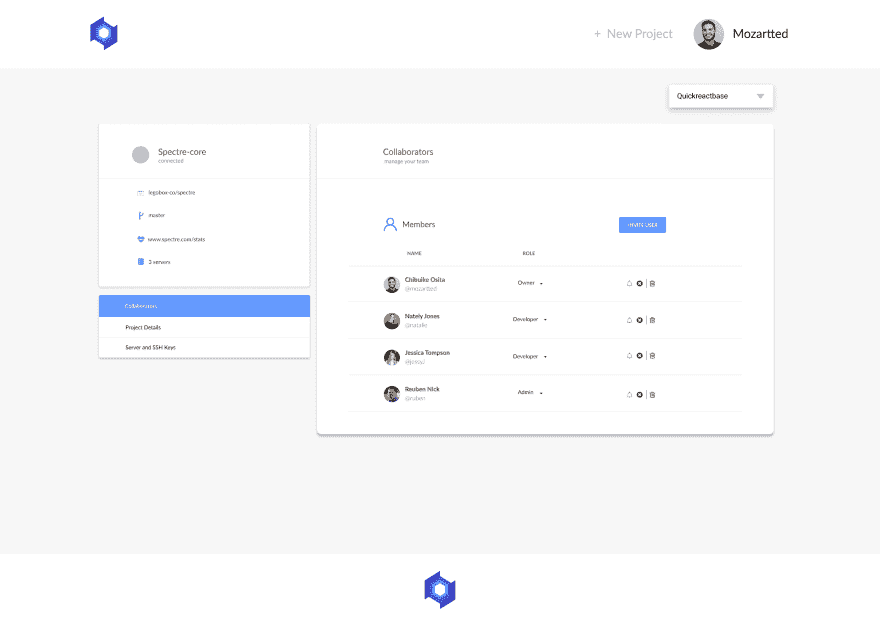 + New Project
Mozartted
Quickreactbase
Spectre-core
connected
legobox-co/spectre
master
www.spectre.com/stats
3 servers
Collaborators
Project Details
Server and SSH Keys
Collaborators
manage your team
Members
INVITE USER
NAME ROLE
Chibuike Osita
@mozartted
Owner
Nately Jones
Developer
Jessica Tompson
Developer
Reuben Nick
@ruben
Admin